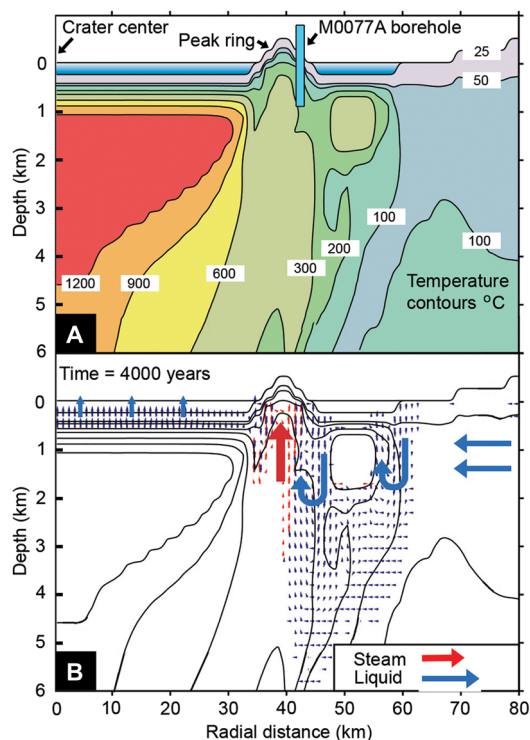 Crater center
M0077A borehole
Peak ring
25
50
0
1
2
3
4
5
6
Depth (km)
1200
900
600
300
200
100
100
Temperature
contours °C
A
Time = 4000 years
0
1
2
3
4
5
6
Depth (km)
B
Steam
Liquid
0 10 20 30 40 50 60 70 80
Radial distance (km)